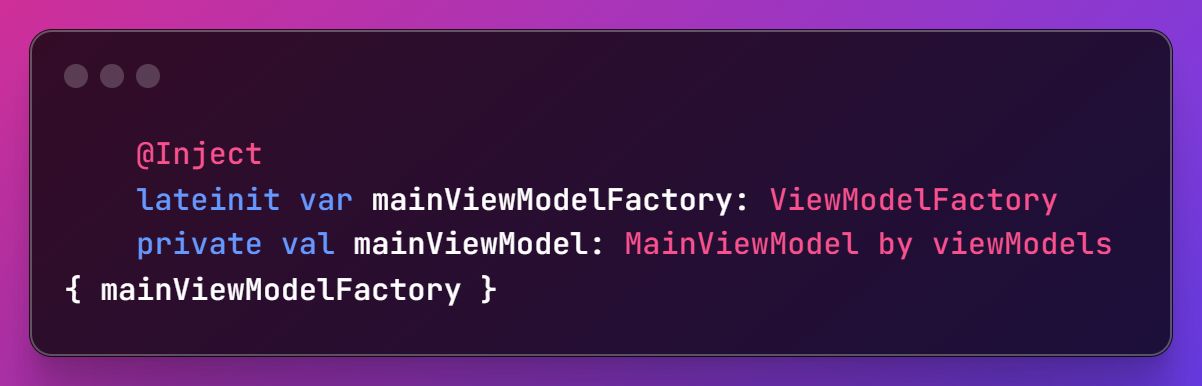 @Inject
lateinit var mainViewModelFactory: ViewModelFactory
private val mainViewModel: MainViewModel by viewModels
{ mainViewModelFactory }